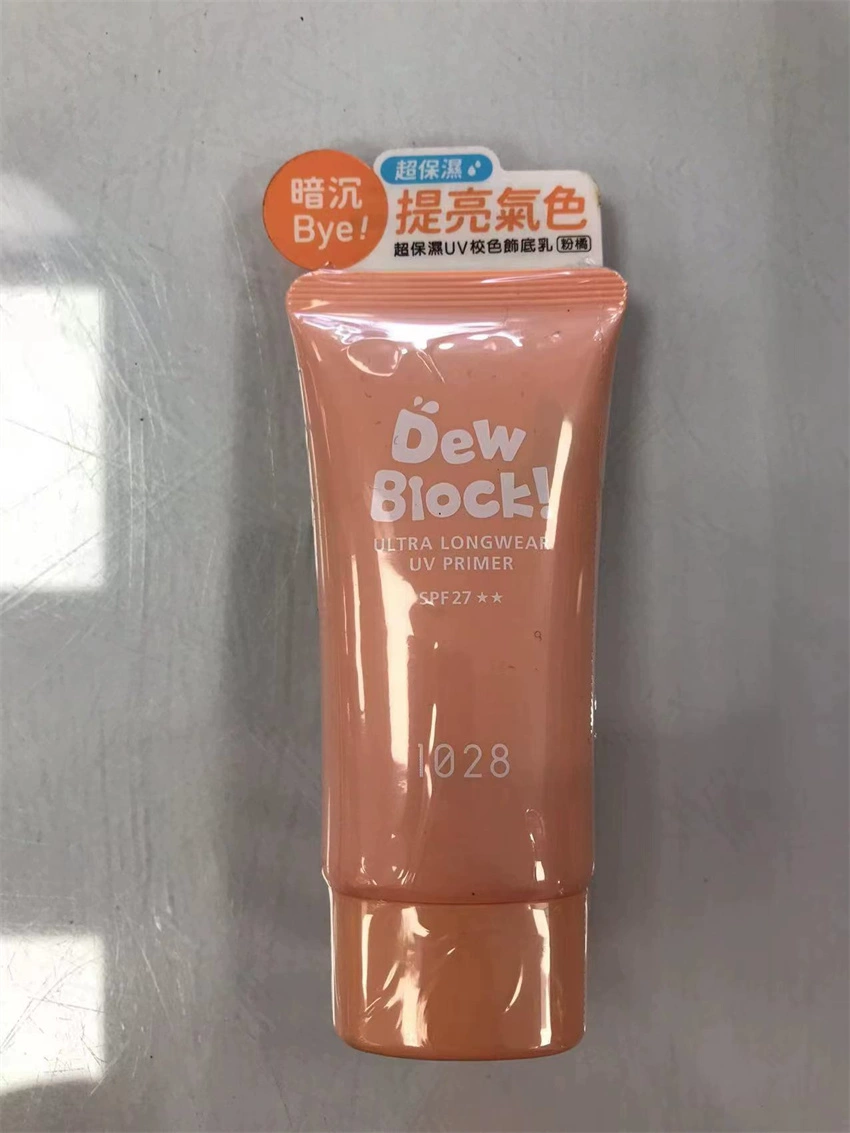 暗沉
Bye!
超保濕
提亮氣色
超保濕UV校色飾底乳 粉橘
Dew
Block!
ULTRA LONGWEAR
UV PRIMER
SPF27 ★★
1028